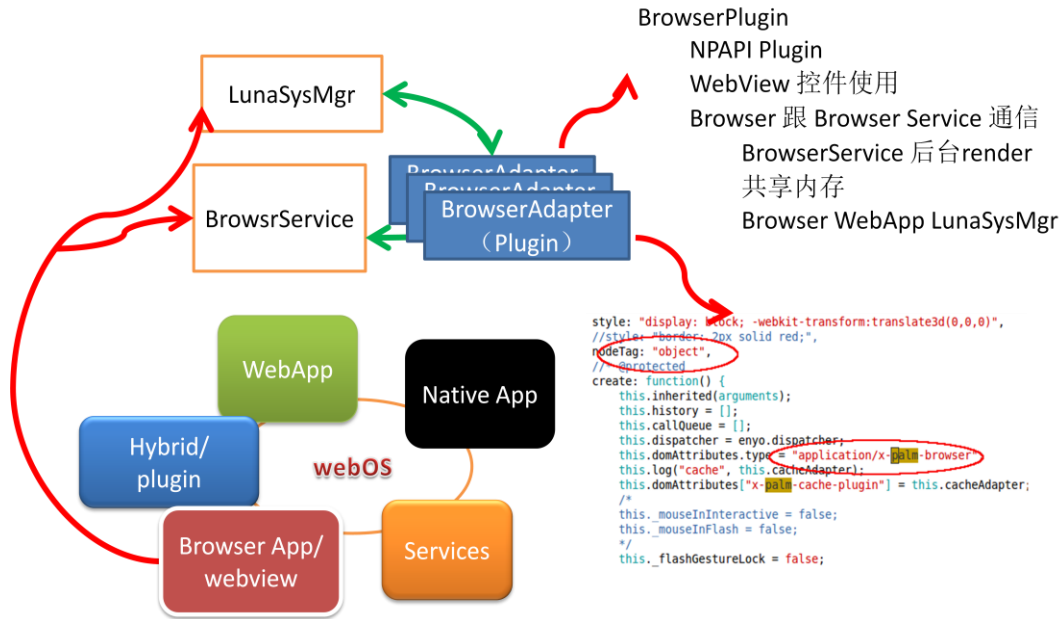 BrowserPlugin
NPAPI Plugin
WebView 控件使用
Browser 跟 Browser Service 通信
BrowserService 后台render
共享内存
Browser WebApp LunaSysMgr
LunaSysMgr
BrowsrService
BrowserAdapter
BrowserAdapter
BrowserAdapter
（Plugin）
WebApp
Native App
Hybrid/
plugin
webOS
Browser App/
webview
Services
style: "display: block; -webkit-transform:translate3d(0,0,0)",
//style: "border: 2px solid red;",
nodeTag: "object",
//* @protected
create: function() {
this.inherited(arguments);
this.history = [];
this.callQueue = [];
this.dispatcher = enyo.dispatcher;
this.domAttributes.type = "application/x-palm-browser"
this.log("cache", this.cacheAdapter);
this.domAttributes["x-palm-cache-plugin"] = this.cacheAdapter;
/*
this._mouseInInteractive = false;
this._mouseInFlash = false;
*/
this._flashGestureLock = false;